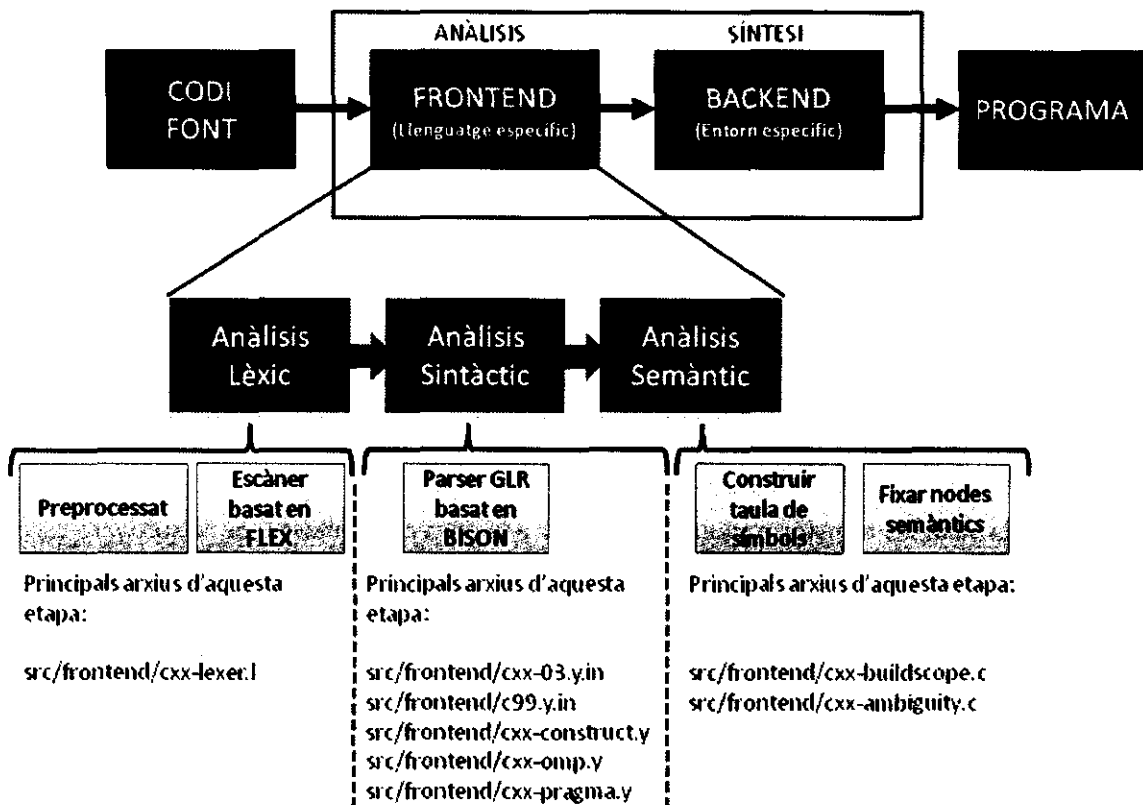 ANÀLISIS
SÍNTESI
CODI
FONT
FRONTEND
(Llenguatge específic)
BACKEND
(Entorn específic)
PROGRAMA
Anàlisis
Lèxic
Anàlisis
Sintàctic
Anàlisis
Semàntic
Preprocessat
Escàner
basat en
FLEX
Parser GLR
basat en
BISON
Construir
taula de
símbols
Fixar nodes
semàntics
Principals arxius d'aquesta
etapa:
src/frontend/cxx-lexer.l
Principals arxius d'aquesta
etapa:
src/frontend/cxx-03.y.in
src/frontend/c99.y.in
src/frontend/cxx-construct.y
src/frontend/cxx-omp.y
src/frontend/cxx-pragma.y
Principals arxius d'aquesta etapa:
src/frontend/cxx-buildscope.c
src/frontend/cxx-ambiguity.c